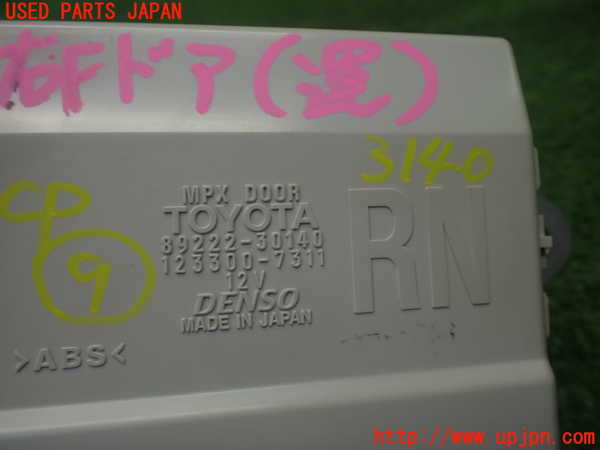 USED PARTS JAPAN
右Fドア(運)
3140
CP
9
MPX DOOR
TOYOTA
89222-30140
123300-7311
12V
DENSO
MADE IN JAPAN
RN
>ABS<
http://www.upjpn.com